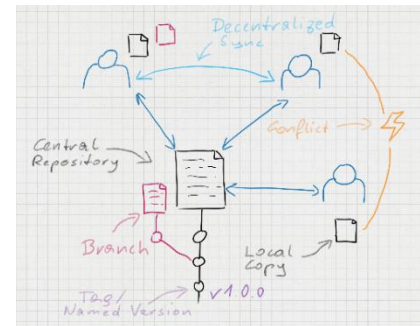 Decentralized
Sync
Conflict
Central
Repository
Branch
Local
Copy
Tag/
Named Version
v1.0.0